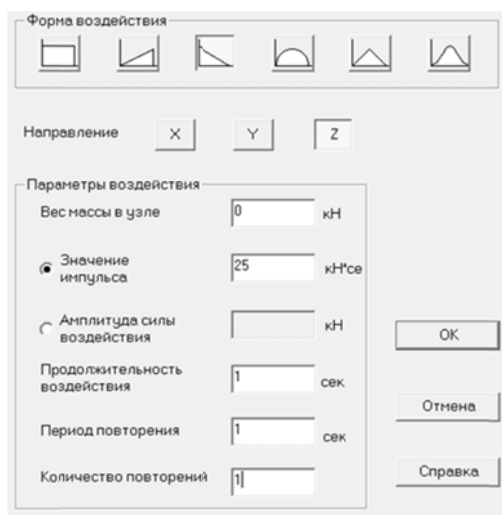 Форма воздействия
Направление X Y Z
Параметры воздействия
Вес массы в узле 0 кН
Значение
импульса 25 кН*се
Амплитуда силы
воздействия кН
OK
Продолжительность
воздействия 1 сек
Отмена
Период повторения 1 сек
Количество повторений 1
Справка